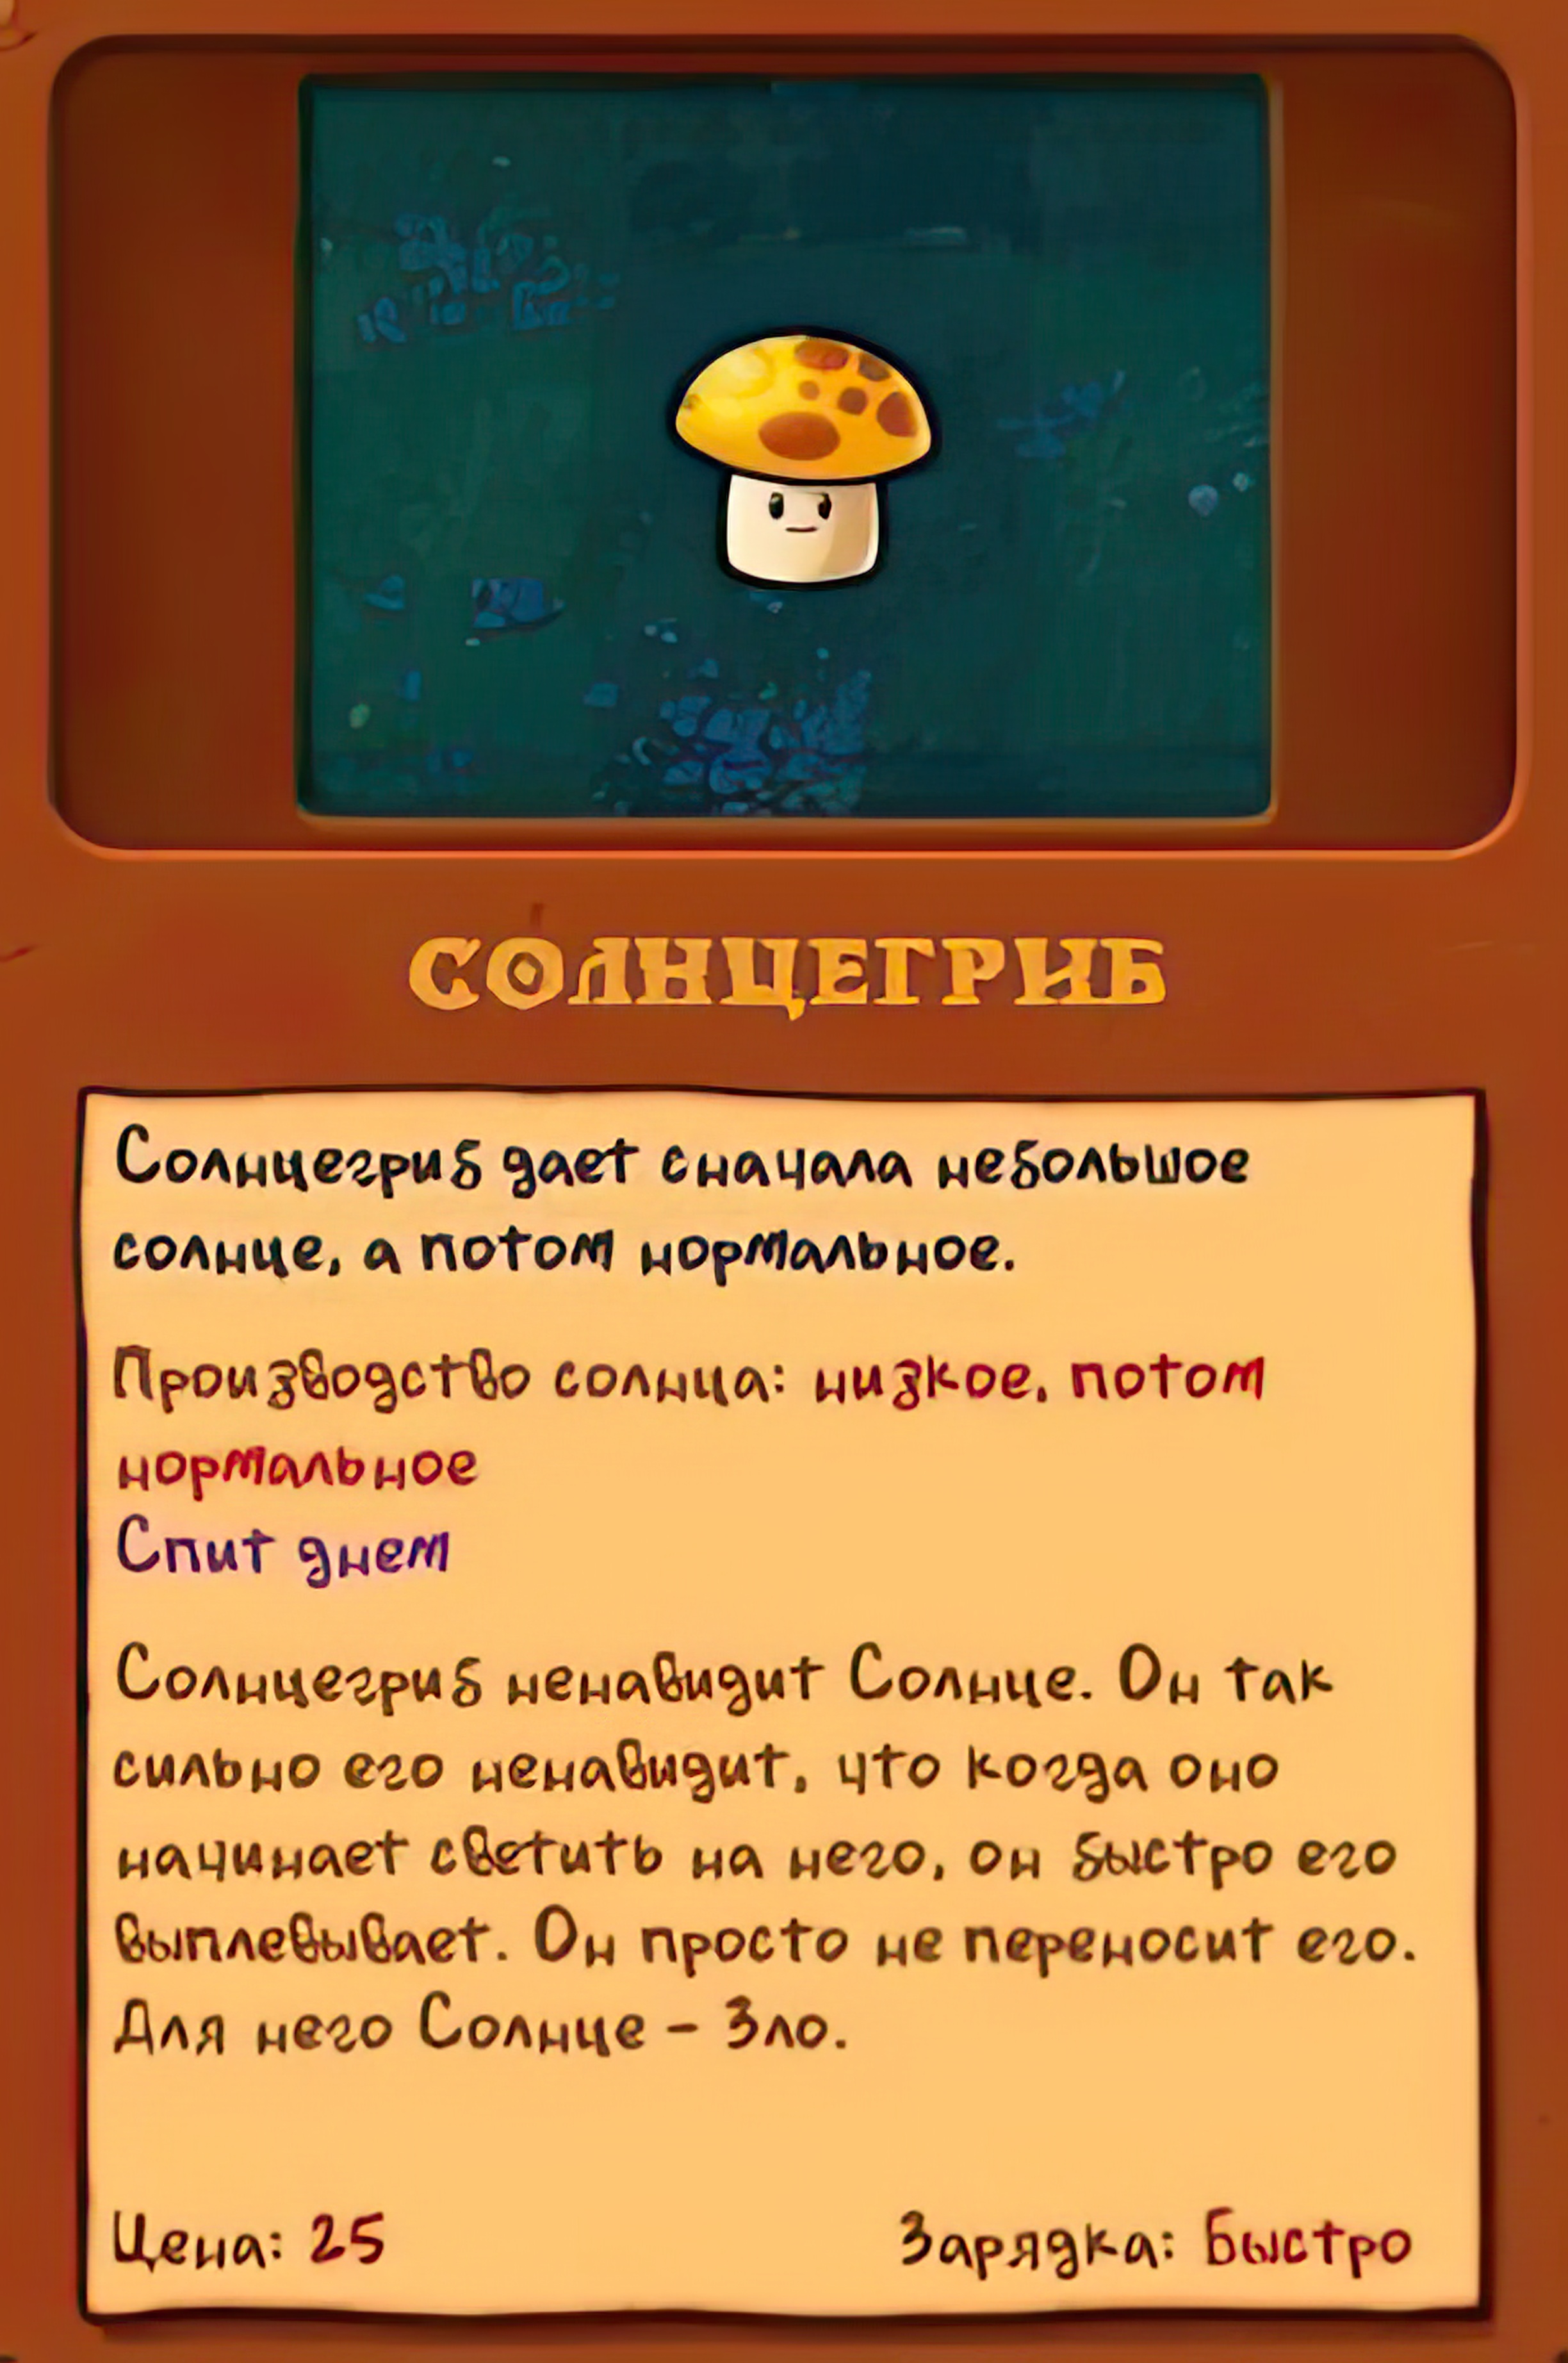 СОЛНЦЕГРИБ
Солнцегриб дает сначала небольшое
солнце, а потом нормальное.
Производство солнца: низкое, потом
нормальное
Спит днем
Солнцегриб ненавидит Солнце. Он так
сильно его ненавидит, что когда оно
начинает светить на него, он быстро его
выплевывает. Он просто не переносит его.
Для него Солнце - Зло.
Цена: 25 Зарядка: Быстро